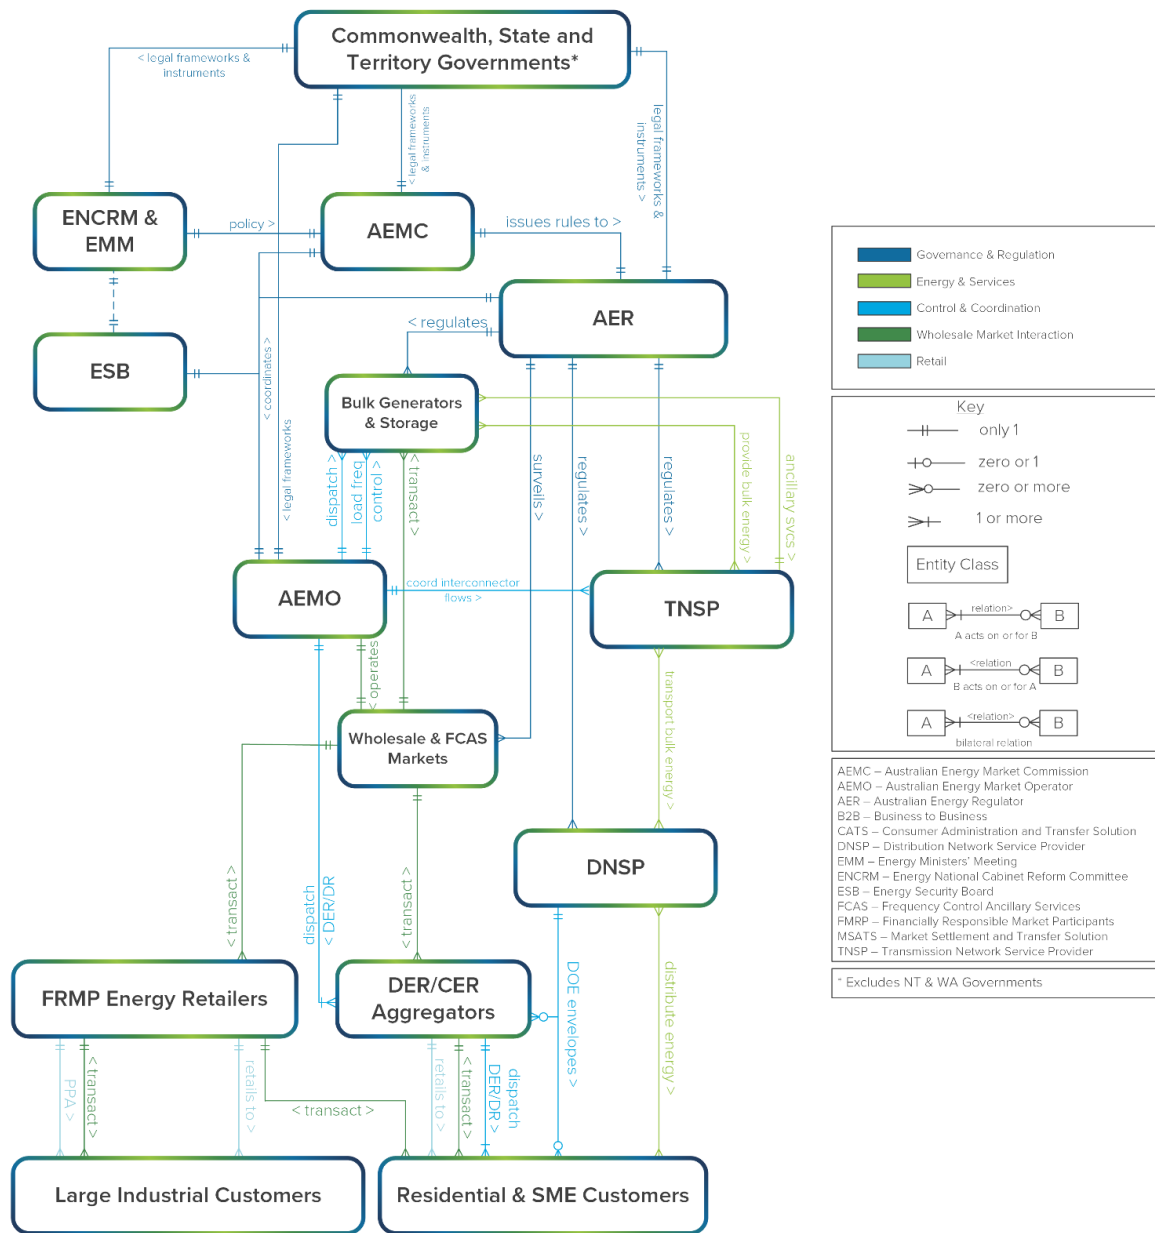 Commonwealth, State and
Territory Governments*
< legal frameworks &
instruments
< legal frameworks
& instruments
legal frameworks &
instruments >
ENCRM &
EMM
policy >
AEMC
issues rules to >
AER
< regulates
ESB
< coordinates >
< legal frameworks
Bulk Generators
& Storage
dispatch >
load freq
control >
< transact >
surveils >
regulates >
regulates >
provide bulk energy >
ancillary svcs >
AEMO
coord interconnector
flows >
TNSP
< operates
transport bulk energy >
Wholesale & FCAS
Markets
DNSP
< transact >
dispatch
< DER/DR
< transact >
FRMP Energy Retailers
DER/CER
Aggregators
DOE envelopes >
distribute energy >
PPA >
< transact >
retails to >
< transact >
retails to >
< transact >
dispatch
DER/DR >
Large Industrial Customers
Residential & SME Customers
Governance & Regulation
Energy & Services
Control & Coordination
Wholesale Market Interaction
Retail
Key
only 1
zero or 1
zero or more
1 or more
Entity Class
A relation> B
A acts on or for B
A <relation B
B acts on or for A
A <relation> B
bilateral relation
AEMC – Australian Energy Market Commission
AEMO – Australian Energy Market Operator
AER – Australian Energy Regulator
B2B – Business to Business
CATS – Consumer Administration and Transfer Solution
DNSP – Distribution Network Service Provider
EMM – Energy Ministers' Meeting
ENCRM – Energy National Cabinet Reform Committee
ESB – Energy Security Board
FCAS – Frequency Control Ancillary Services
FMRP – Financially Responsible Market Participants
MSATS – Market Settlement and Transfer Solution
TNSP – Transmission Network Service Provider
* Excludes NT & WA Governments